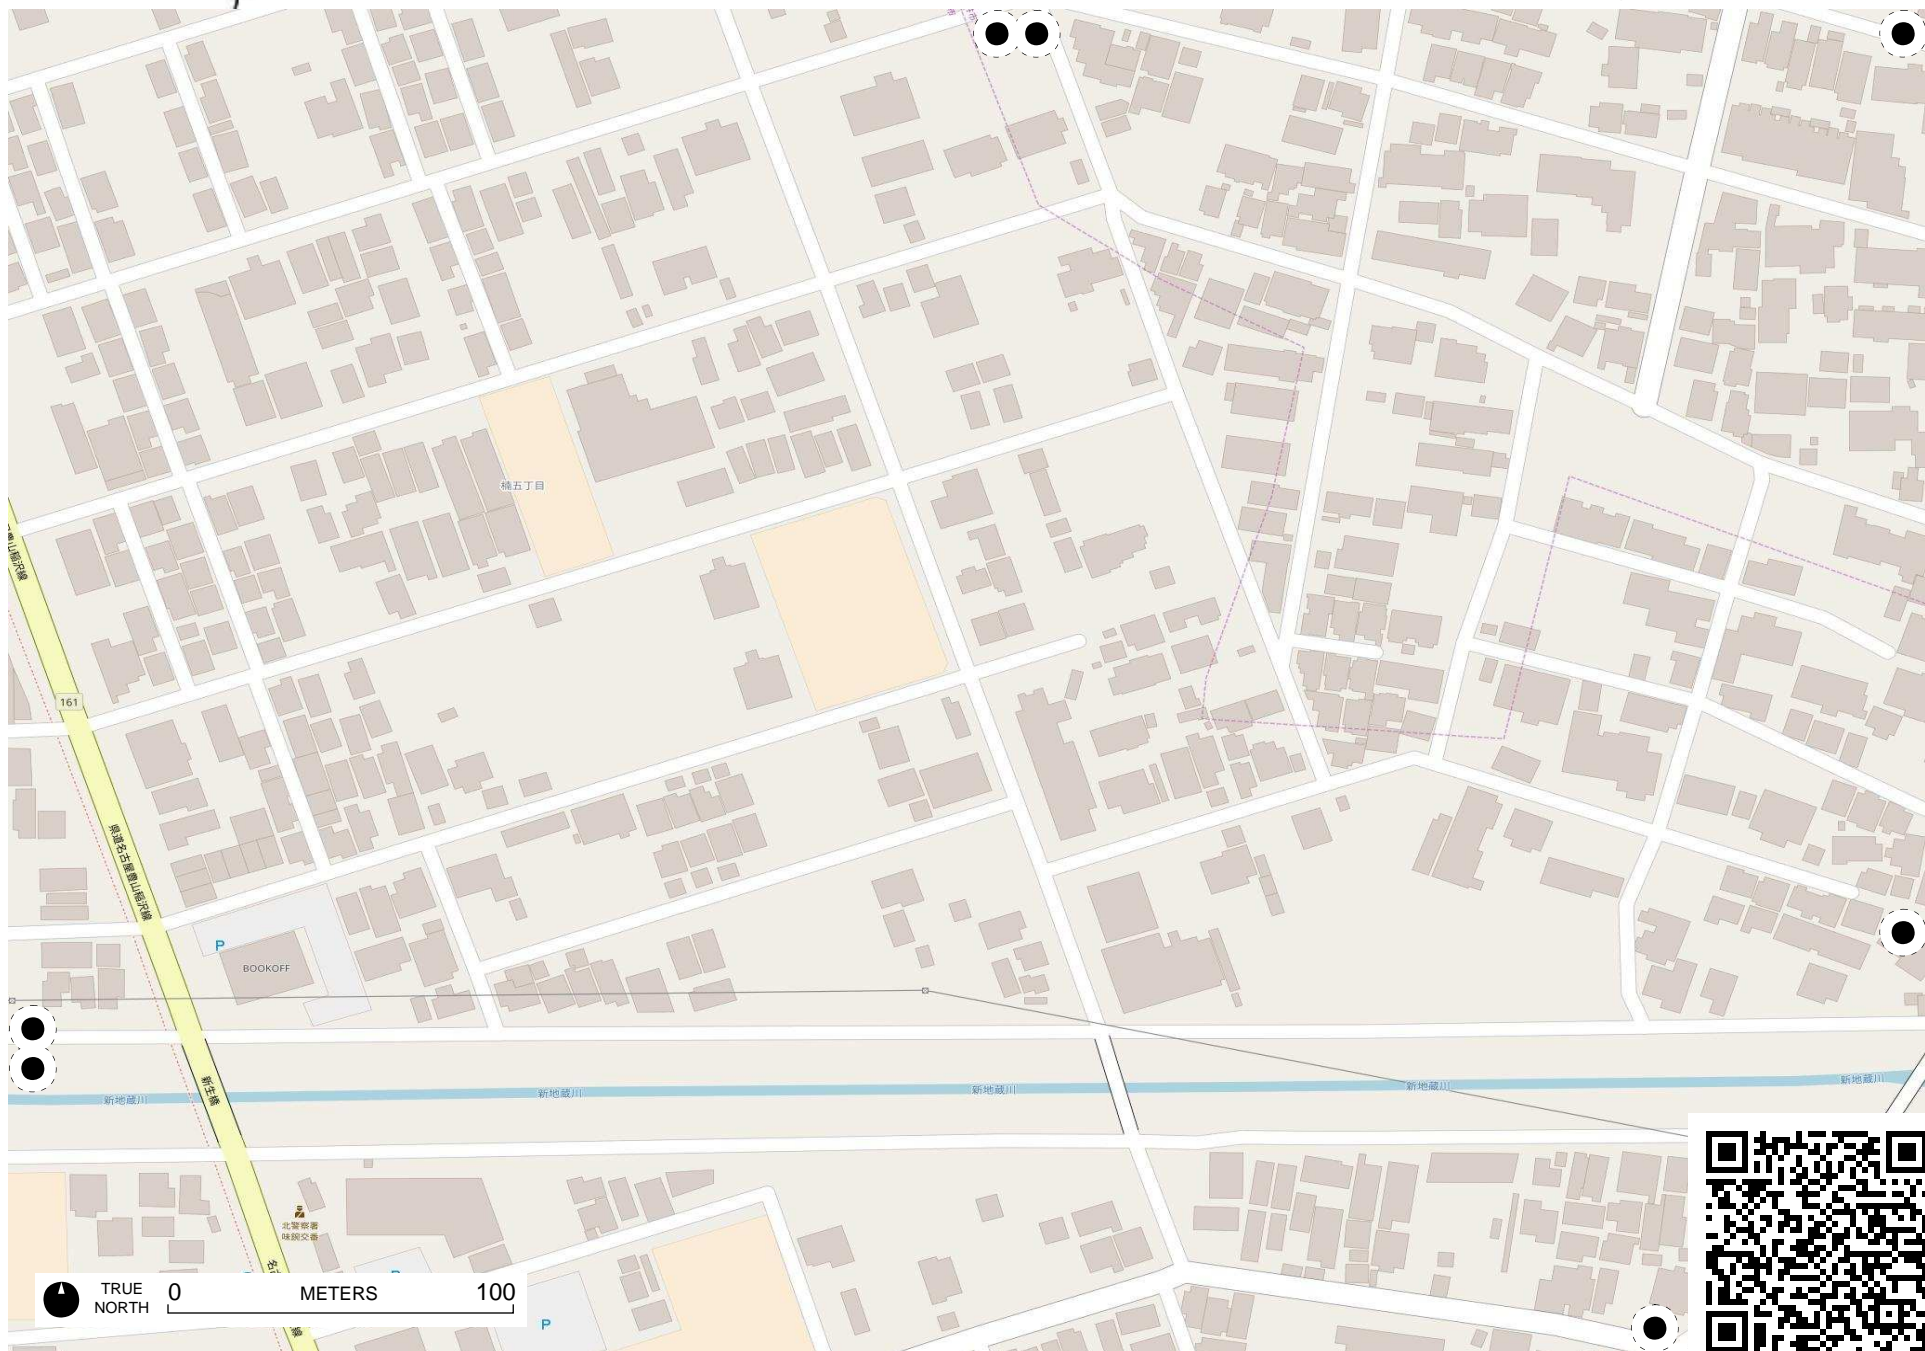 楠五丁目
161
県道名古屋豊山稲沢線
P
BOOKOFF
新生橋
新地蔵川
新地蔵川
新地蔵川
新地蔵川
新地蔵川
北警察署
味鋺交番
P
TRUE
NORTH
0
METERS
100
P